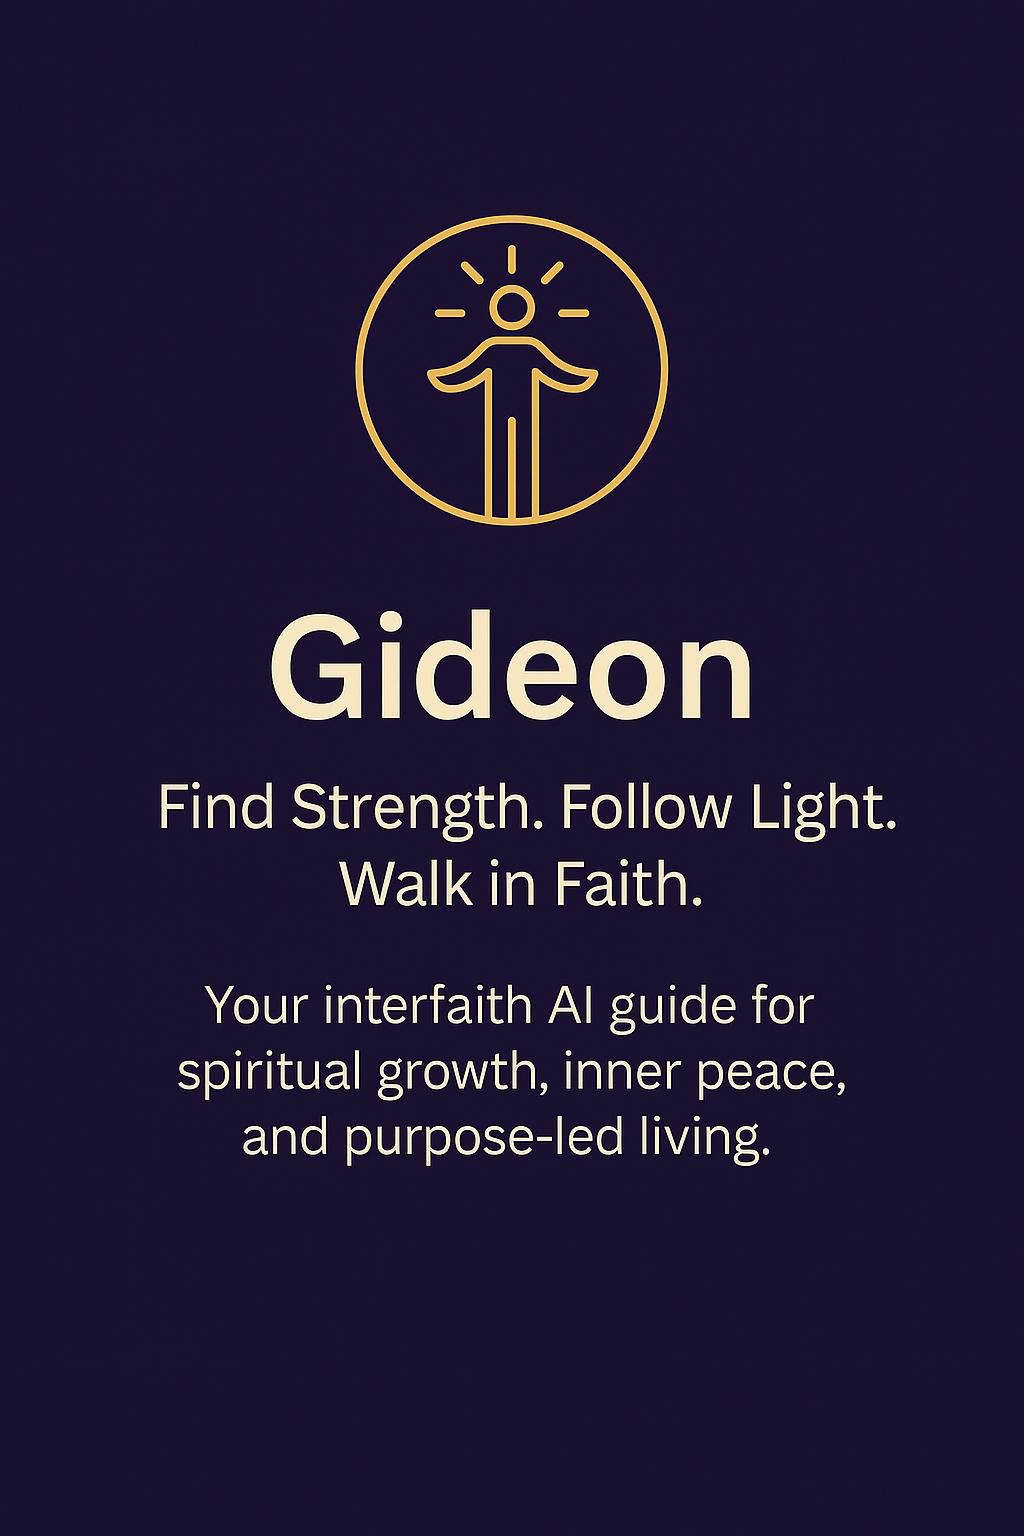 Gideon
Find Strength. Follow Light.
Walk in Faith.
Your interfaith AI guide for
spiritual growth, inner peace,
and purpose-led living.